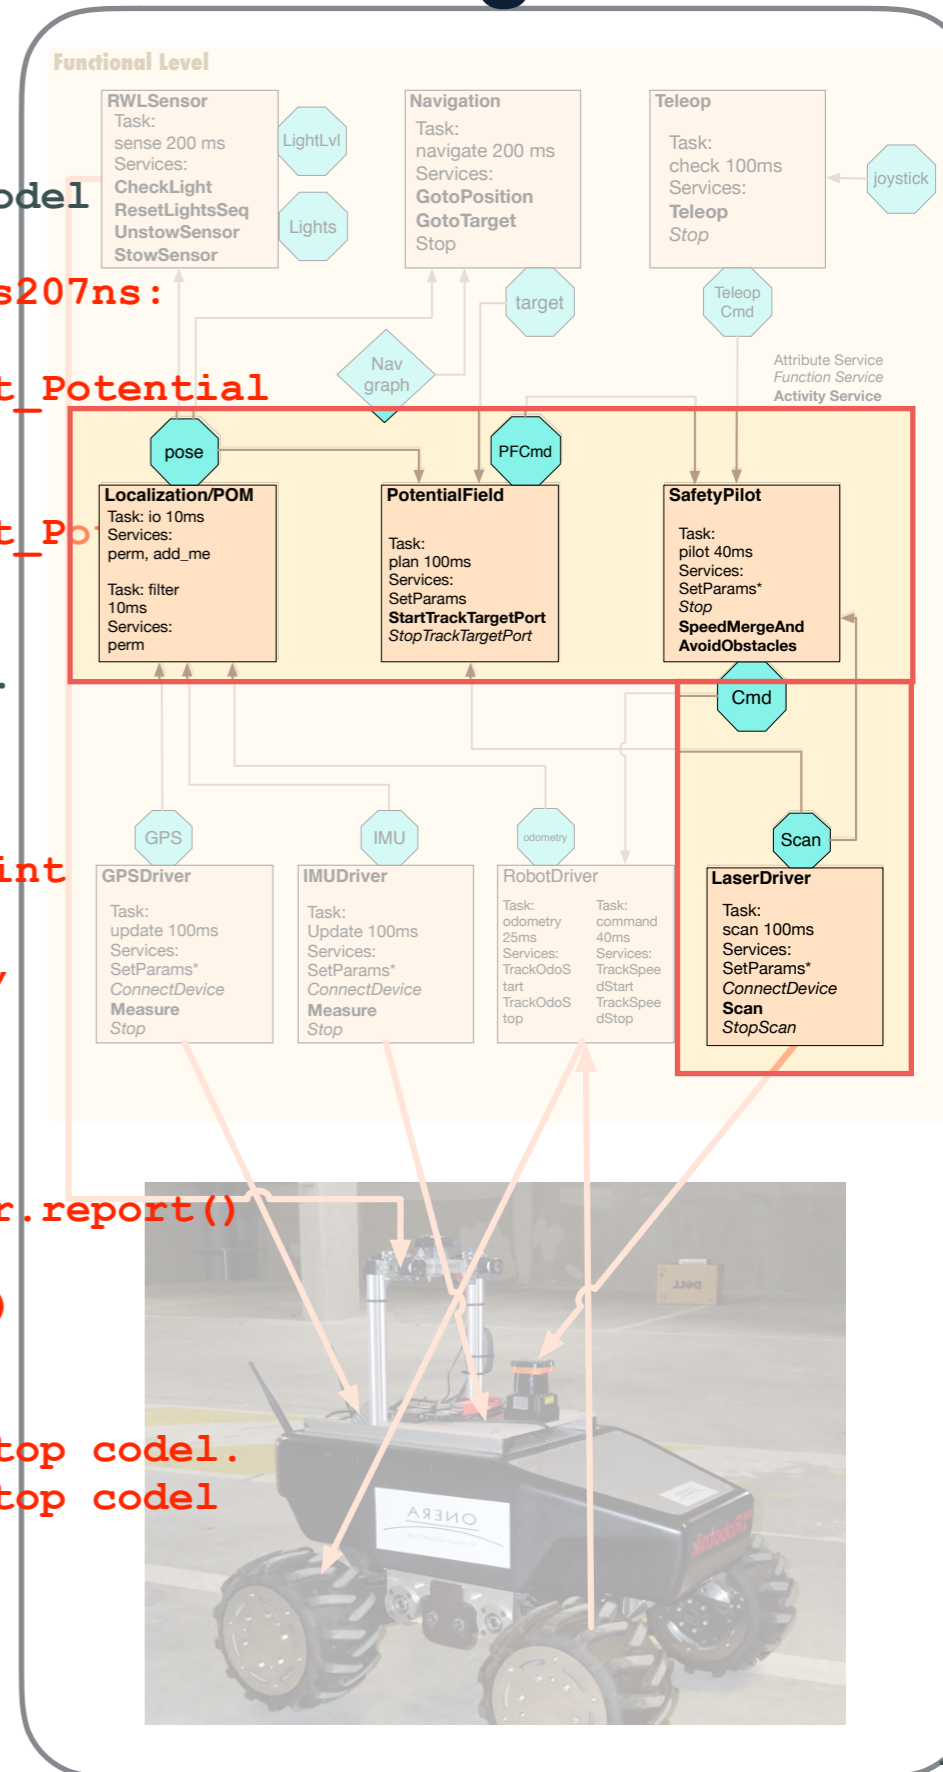 Functional Level
RWLSensor
Task:
sense 200 ms
Services:
CheckLight
ResetLightsSeq
UnstowSensor
StowSensor
LightLvl
Lights
Navigation
Task:
navigate 200 ms
Services:
GotoPosition
GotoTarget
Stop
Teleop
Task:
check 100ms
Services:
Teleop
Stop
joystick
odel
s207ns:
target
Teleop
Cmd
Nav
graph
Attribute Service
Function Service
Activity Service
t_Potential
pose
PFCmd
Localization/POM
Task: io 10ms
Services:
perm, add_me
Task: filter
10ms
Services:
perm
t_Po
PotentialField
Task:
plan 100ms
Services:
SetParams
StartTrackTargetPort
StopTrackTargetPort
SafetyPilot
Task:
pilot 40ms
Services:
SetParams*
Stop
SpeedMergeAnd
AvoidObstacles
.
Cmd
GPS
IMU
odometry
Scan
int
GPSDriver
Task:
update 100ms
Services:
SetParams*
ConnectDevice
Measure
Stop
IMUDriver
Task:
Update 100ms
Services:
SetParams*
ConnectDevice
Measure
Stop
RobotDriver
Task:
odometry
25ms
Services:
TrackOdoS
tart
TrackOdoS
top
Task:
command
40ms
Services:
TrackSpee
dStart
TrackSpee
dStop
LaserDriver
Task:
scan 100ms
Services:
SetParams*
ConnectDevice
Scan
StopScan
r.report()
)
DELL
top codel.
top codel
ONERA
Robotnik